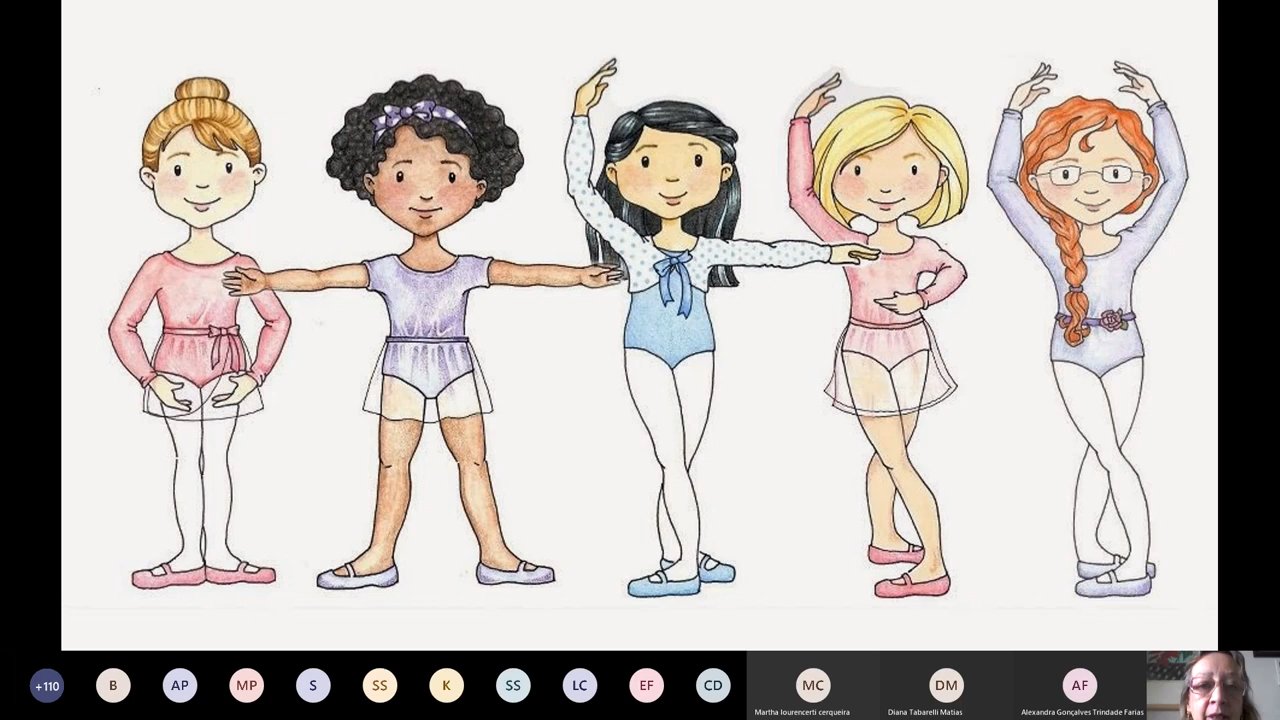 +110
B
AP
MP
S
SS
K
SS
LC
EF
CD
MC
DM
AF
Martha lourencerti cerqueira
Diana Tabarelli Matias
Alexandra Gonçalves Trindade Farias